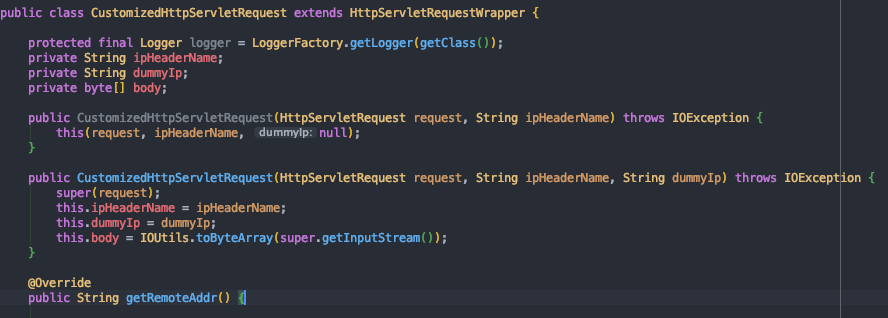 public class CustomizedHttpServletRequest extends HttpServletRequestWrapper {
protected final Logger logger = LoggerFactory.getLogger(getClass());
private String ipHeaderName;
private String dummyIp;
private byte[] body;
public CustomizedHttpServletRequest(HttpServletRequest request, String ipHeaderName) throws IOException {
this(request, ipHeaderName, dummyIp: null);
}
public CustomizedHttpServletRequest(HttpServletRequest request, String ipHeaderName, String dummyIp) throws IOException {
super(request);
this.ipHeaderName = ipHeaderName;
this.dummyIp = dummyIp;
this.body = IOUtils.toByteArray(super.getInputStream());
}
@Override
public String getRemoteAddr() {